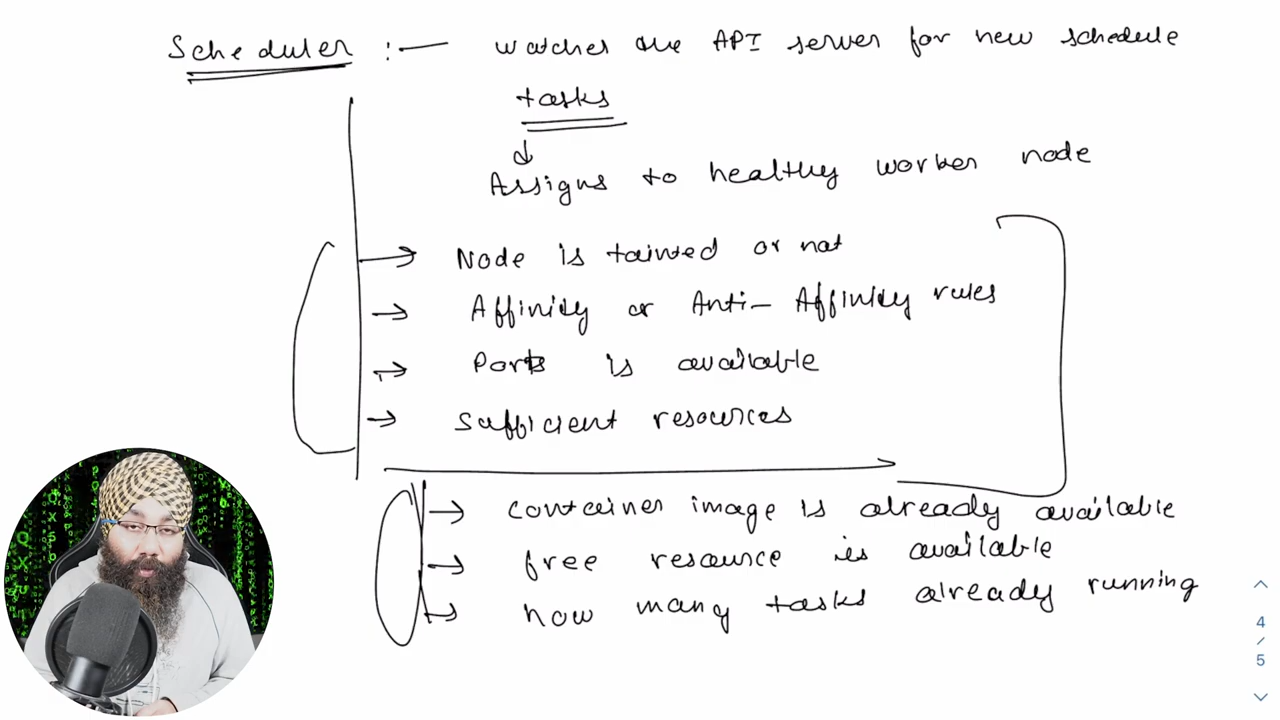 Scheduler :— watches the API server for new schedule
tasks
↓
Assigns to healthy worker node
→ Node is tainted or not
→ Affinity or Anti-Affinity rules
→ Ports is available
→ Sufficient resources
→ container image is already available
→ free resource is available
→ how many tasks already running
4
/
5